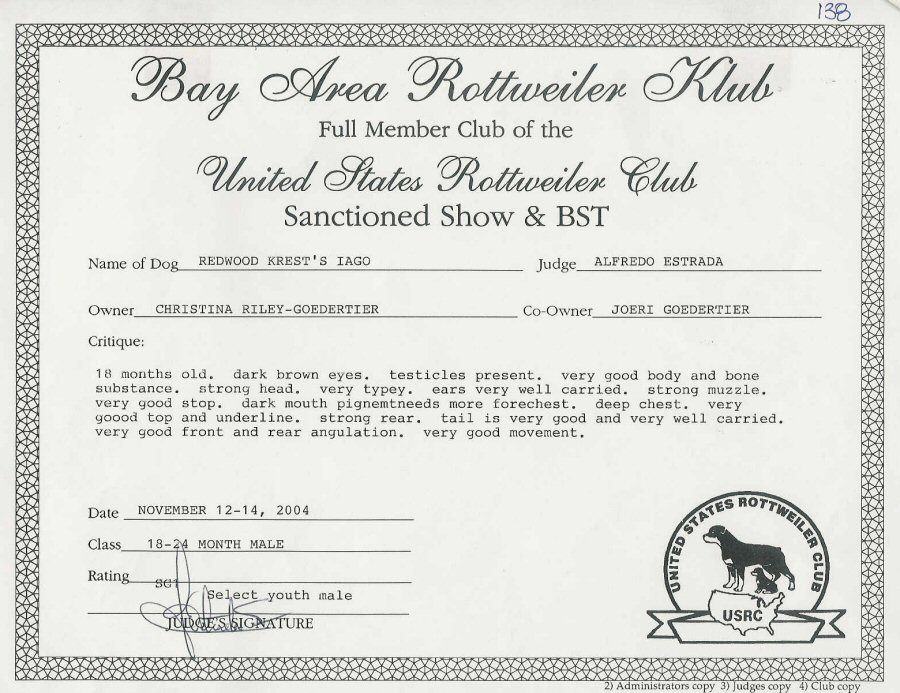 138
Bay Area Rottweiler Klub
Full Member Club of the
United States Rottweiler Club
Sanctioned Show & BST
Name of Dog REDWOOD KREST'S IAGO Judge ALFREDO ESTRADA
Owner CHRISTINA RILEY-GOEDERTIER Co-Owner JOERI GOEDERTIER
Critique:
18 months old. dark brown eyes. testicles present. very good body and bone
substance. strong head. very typey. ears very well carried. strong muzzle.
very good stop. dark mouth pignemtneeds more forechest. deep chest. very
goood top and underline. strong rear. tail is very good and very well carried.
very good front and rear angulation. very good movement.
Date NOVEMBER 12-14, 2004
Class 18-24 MONTH MALE
Rating SG1
Select youth male
JUDGE'S SIGNATURE
UNITED STATES ROTTWEILER CLUB
USRC
2) Administrators copy 3) Judges copy 4) Club copy